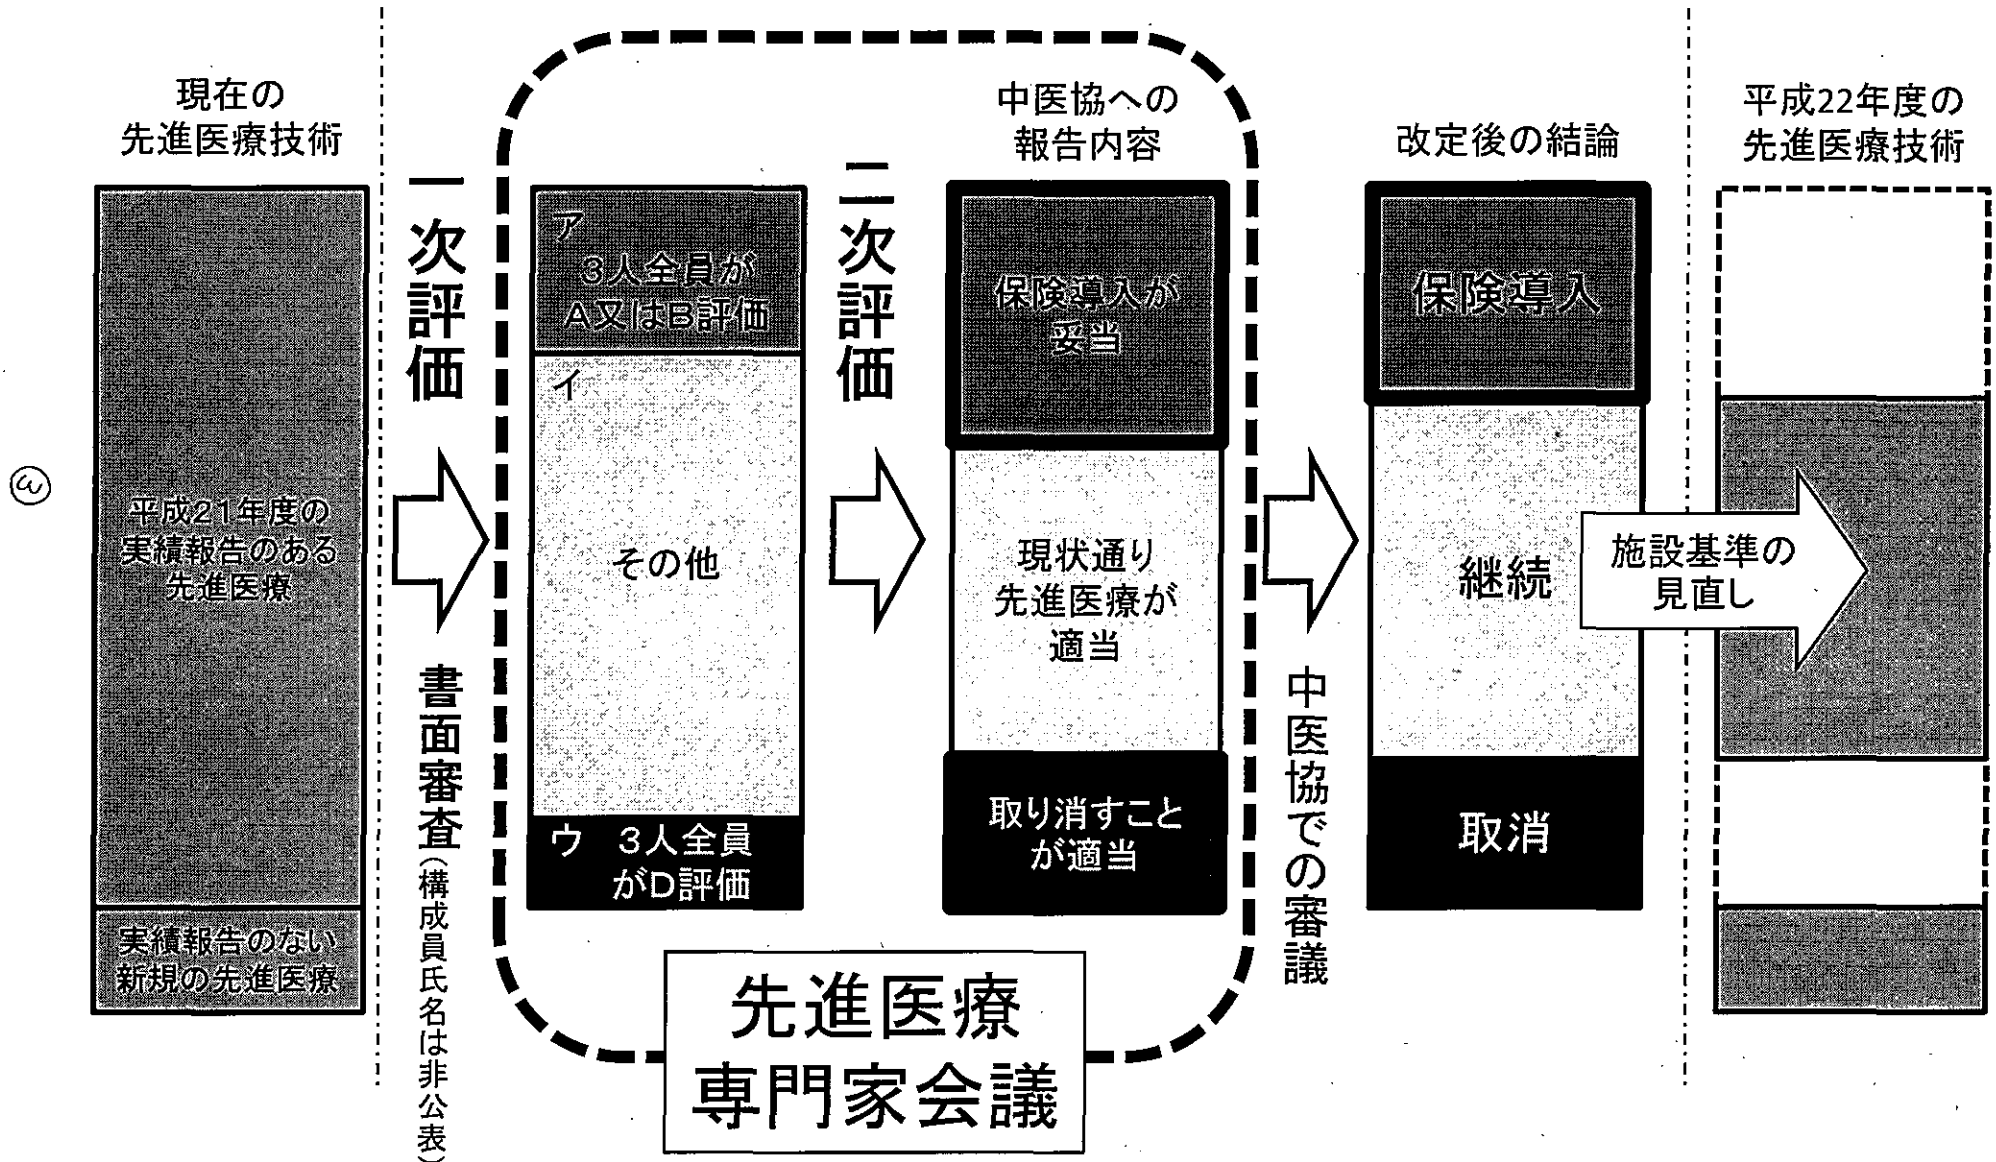 現在の
先進医療技術
平成21年度の
実績報告のある
先進医療
実績報告のない
新規の先進医療
一次評価
書面審査(構成員氏名は非公表)
ア
3人全員が
A又はB評価
イ
その他
ウ 3人全員
がD評価
二次評価
中医協への
報告内容
保険導入が
妥当
現状通り
先進医療が
適当
取り消すこと
が適当
先進医療
専門家会議
中医協での審議
改定後の結論
保険導入
継続
取消
施設基準の
見直し
平成22年度の
先進医療技術